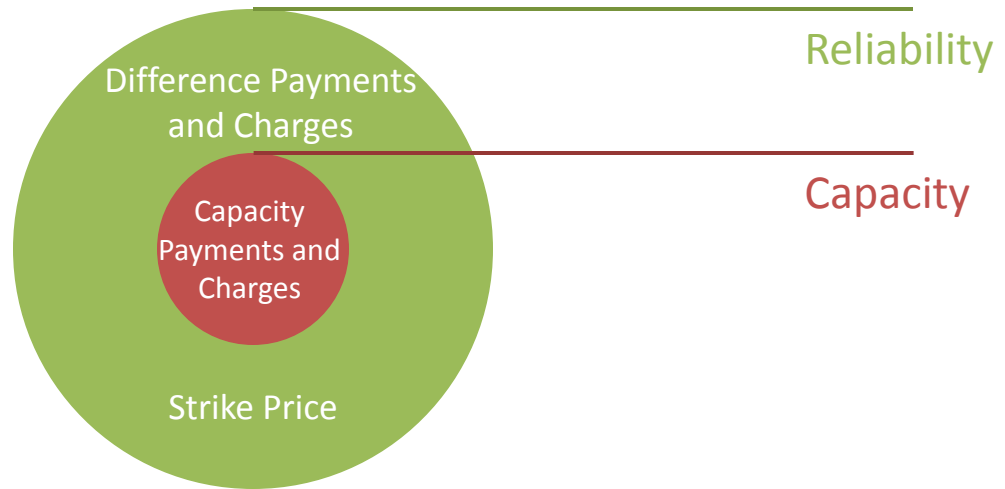 Reliability
Difference Payments
and Charges
Capacity
Capacity
Payments and
Charges
Strike Price